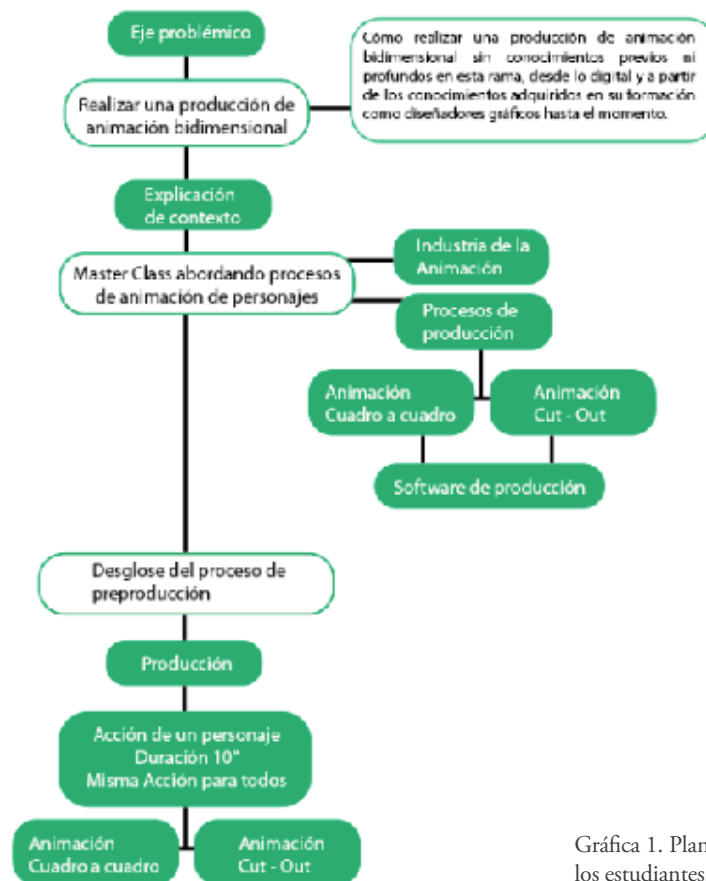 Eje problémico
Cómo realizar una producción de animación
bidimensional sin conocimientos previos ni
profundos en esta rama, desde lo digital y a partir
de los conocimientos adquiridos en su formación
como diseñadores gráficos hasta el momento.
Realizar una producción de
animación bidimensional
Explicación
de contexto
Master Class abordando procesos
de animación de personajes
Industria de la
Animación
Procesos de
producción
Animación
Cuadro a cuadro
Animación
Cut - Out
Software de producción
Desglose del proceso de
preproducción
Producción
Acción de un personaje
Duración 10"
Misma Acción para todos
Animación
Cuadro a cuadro
Animación
Cut - Out
Gráfica 1. Plan
los estudiantes